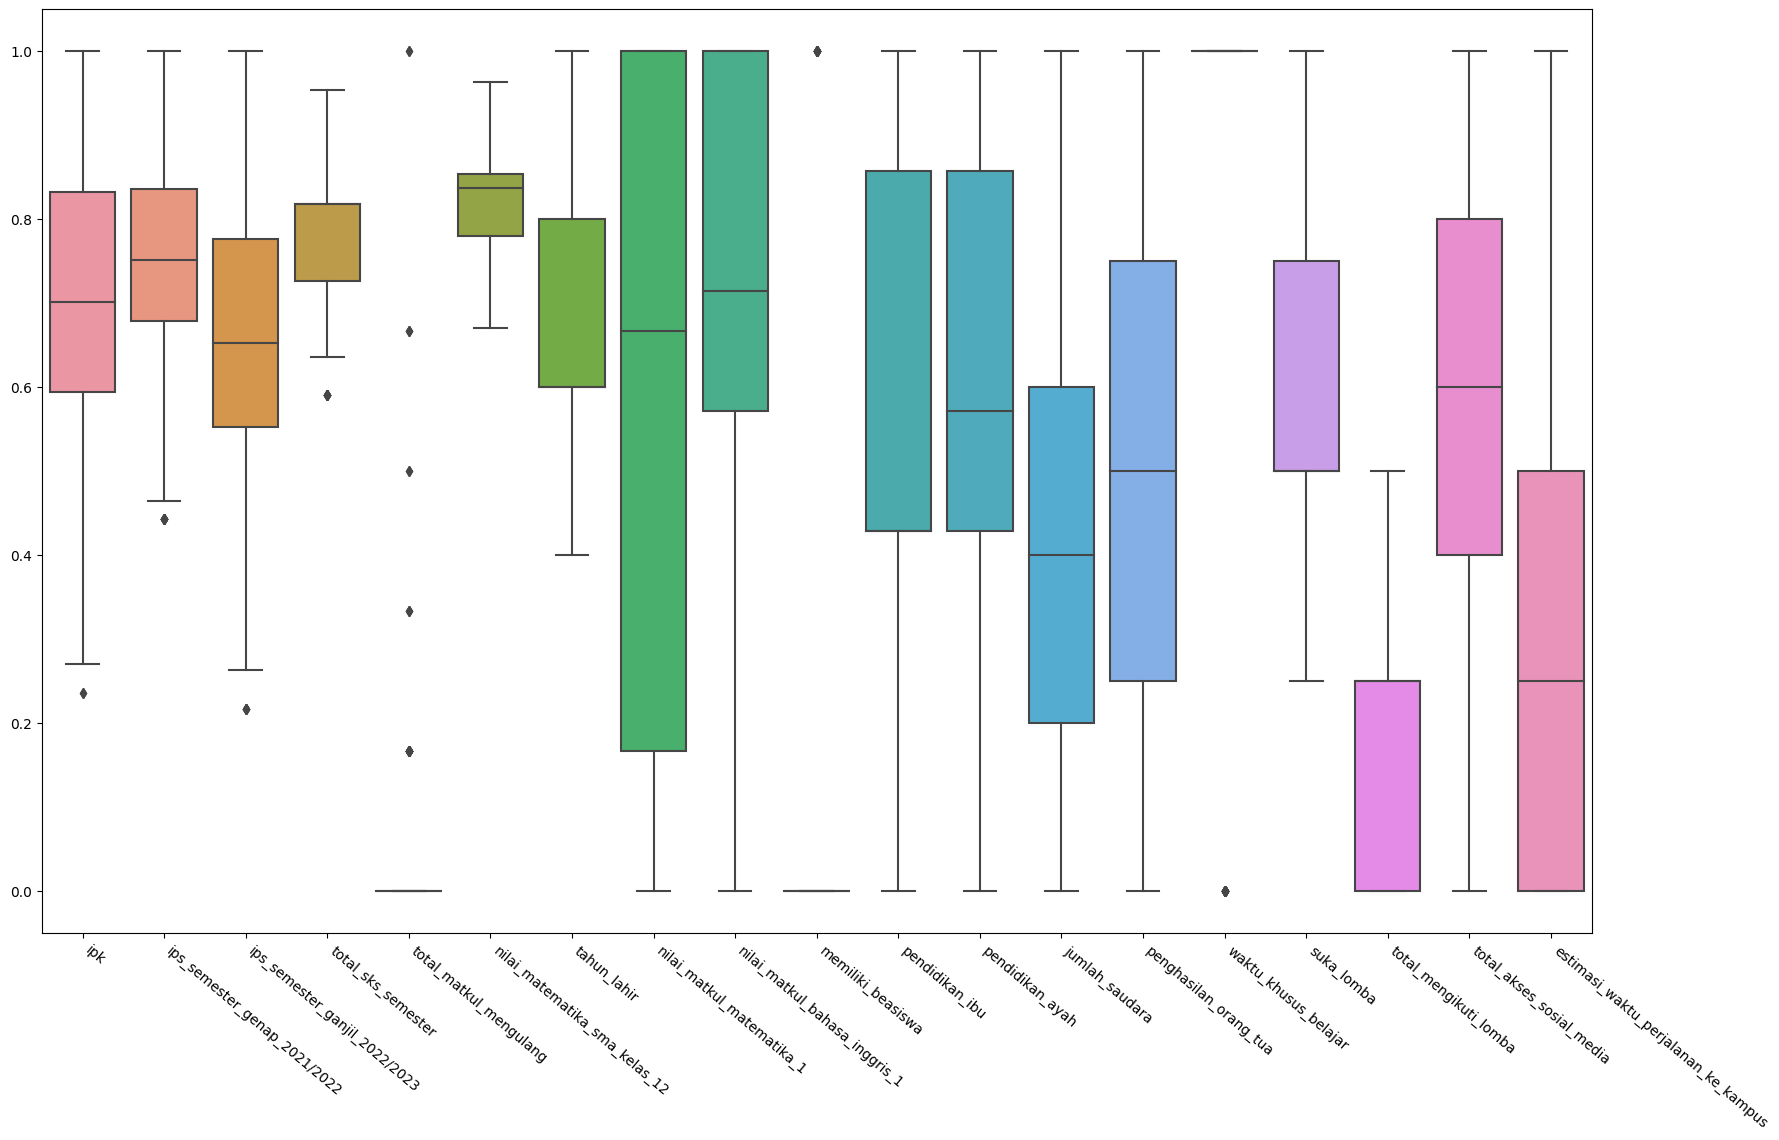 1.0
0.8
0.6
0.4
0.2
0.0
ipk
ips_semester_genap_2021/2022
ips_semester_ganjil_2022/2023
total_sks_semester
total_matkul_mengulang
nilai_matematika_sma_kelas_12
tahun_lahir
nilai_matkul_matematika_1
nilai_matkul_bahasa_inggris_1
memiliki_beasiswa
pendidikan_ibu
pendidikan_ayah
jumlah_saudara
penghasilan_orang_tua
waktu_khusus_belajar
suka_lomba
total_mengikuti_lomba
total_akses_sosial_media
estimasi_waktu_perjalanan_ke_kampus